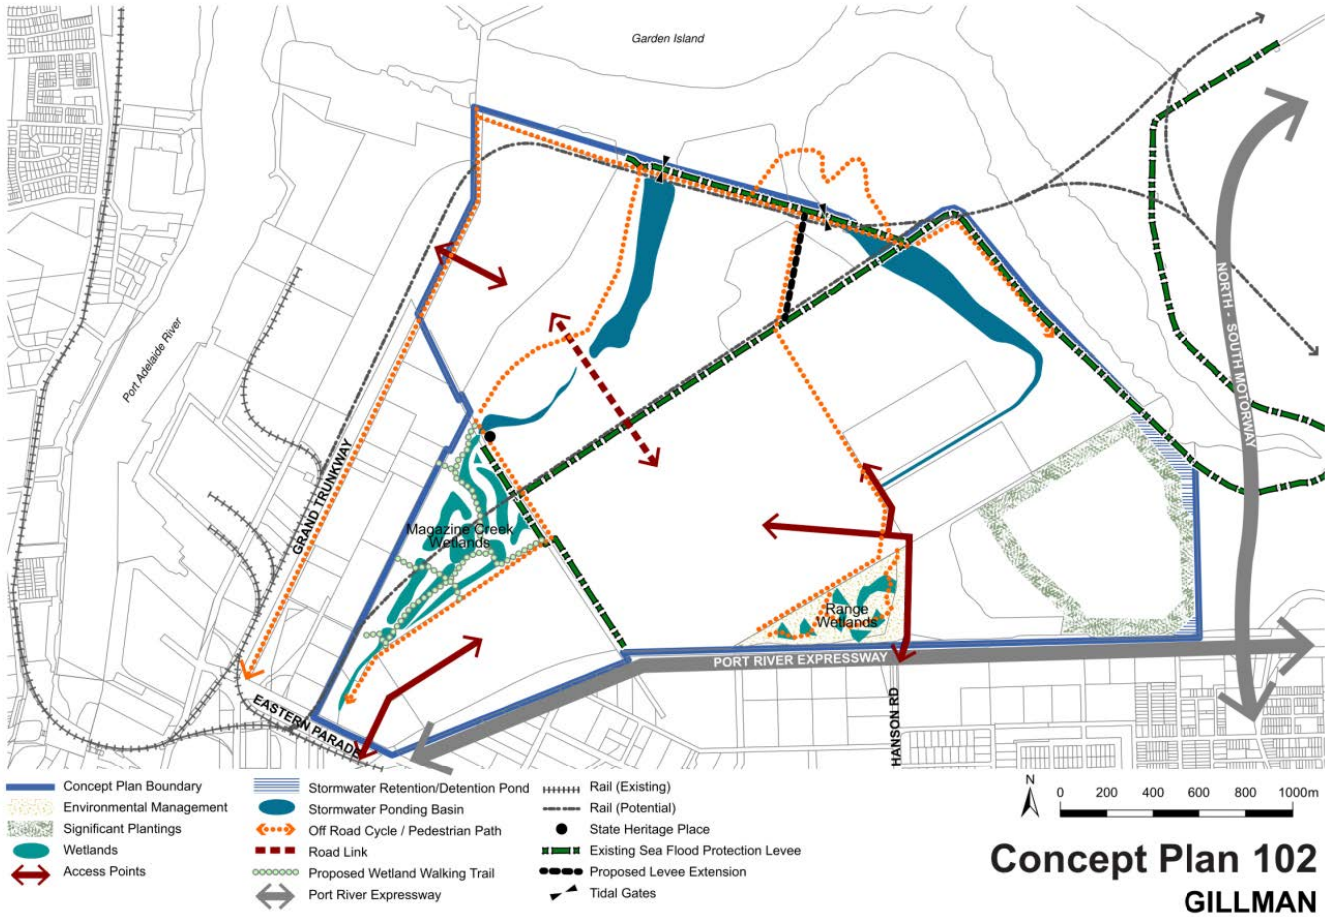 Garden Island
Port Adelaide River
GRAND TRUNKWAY
NORTH - SOUTH MOTORWAY
Magazine Creek
Wetlands
Range
Wetlands
PORT RIVER EXPRESSWAY
EASTERN PARADE
HANSON RD
Concept Plan Boundary
Environmental Management
Significant Plantings
Wetlands
Access Points
Stormwater Retention/Detention Pond
Stormwater Ponding Basin
Off Road Cycle / Pedestrian Path
Road Link
Proposed Wetland Walking Trail
Port River Expressway
Rail (Existing)
Rail (Potential)
State Heritage Place
Existing Sea Flood Protection Levee
Proposed Levee Extension
Tidal Gates
N
0 200 400 600 800 1000m
Concept Plan 102
GILLMAN